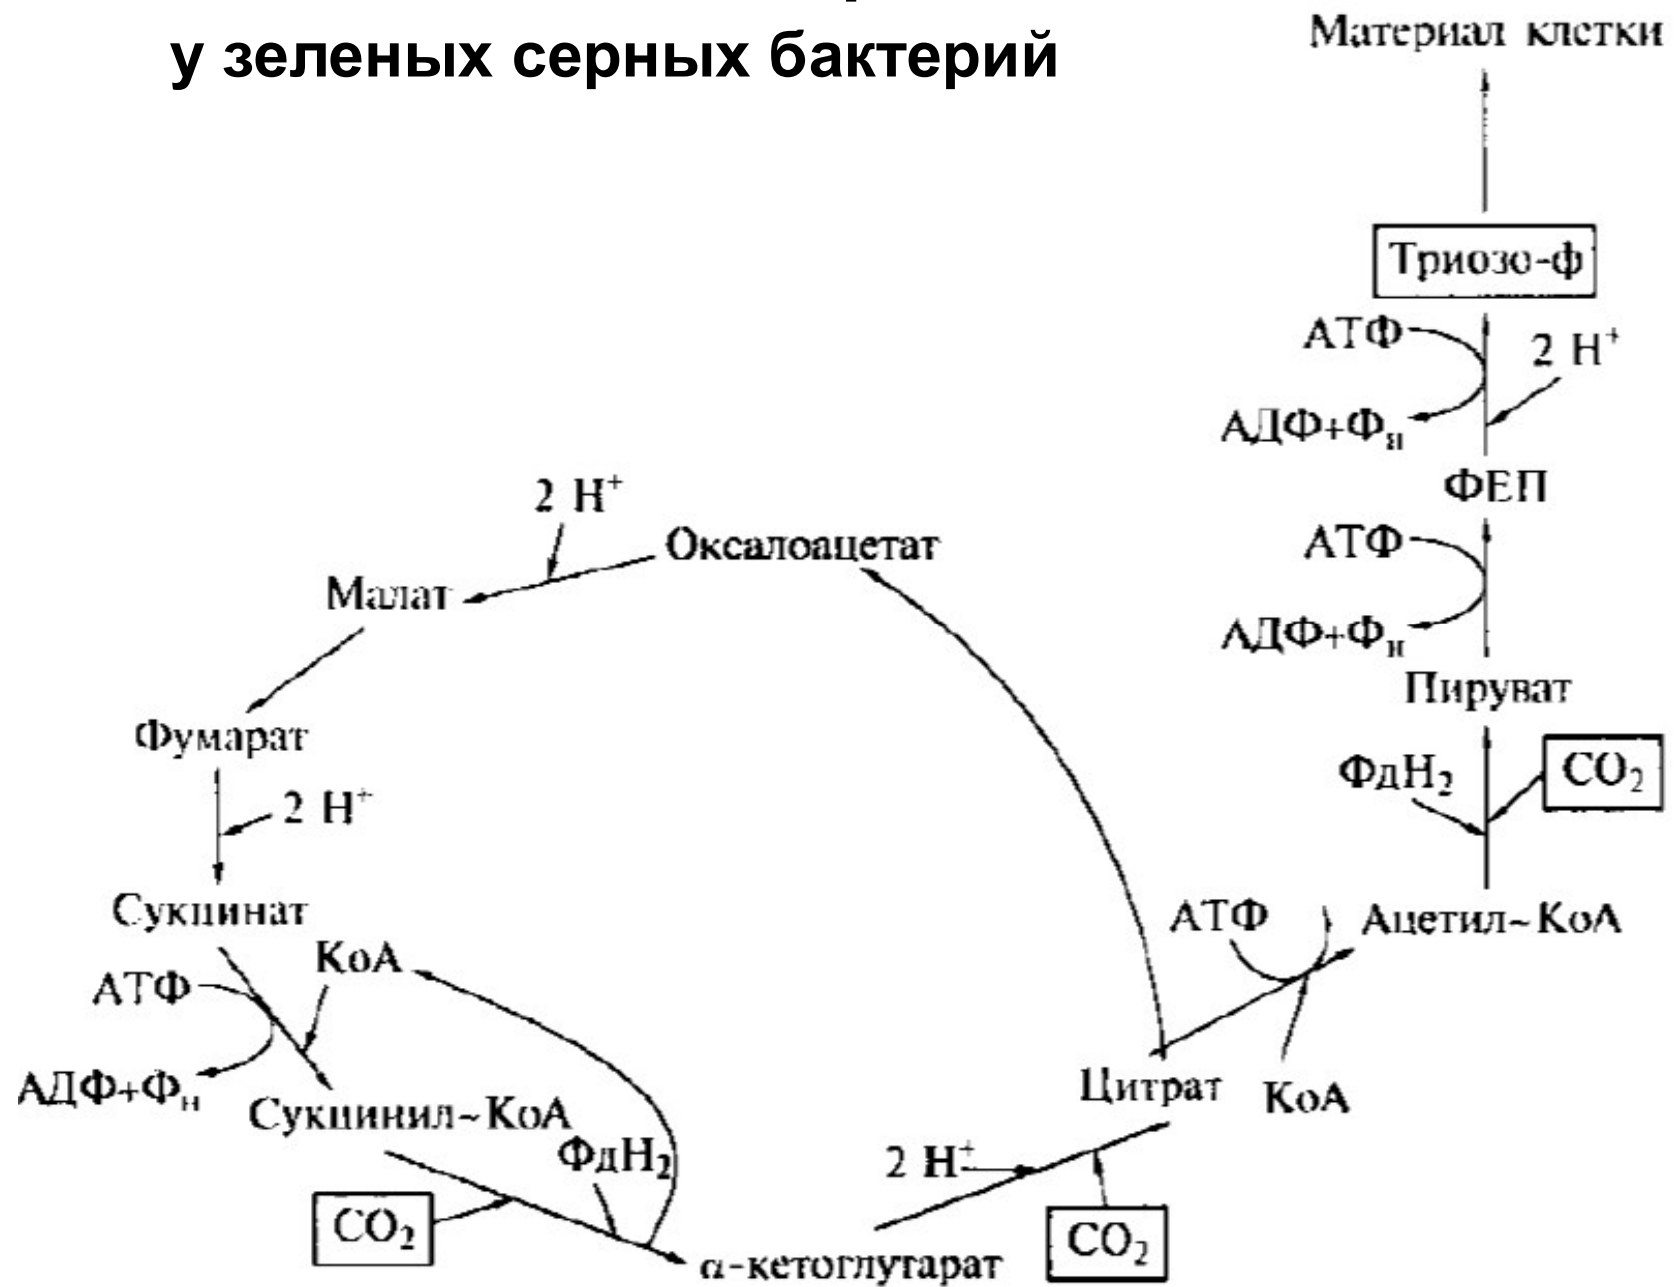 у зеленых серных бактерий
Материал клетки
Триозо-ф
АТФ
2 H⁺
АДФ+Фн
ФЕП
АТФ
АДФ+Фн
Пируват
ФдН₂
CO₂
2 H⁺
Оксалоацетат
Малат
Фумарат
2 H⁺
Сукцинат
АТФ
КоА
АДФ+Фн
Сукцинил~КоА
ФдН₂
CO₂
α-кетоглутарат
2 H⁺
CO₂
Цитрат
КоА
АТФ
Ацетил~КоА